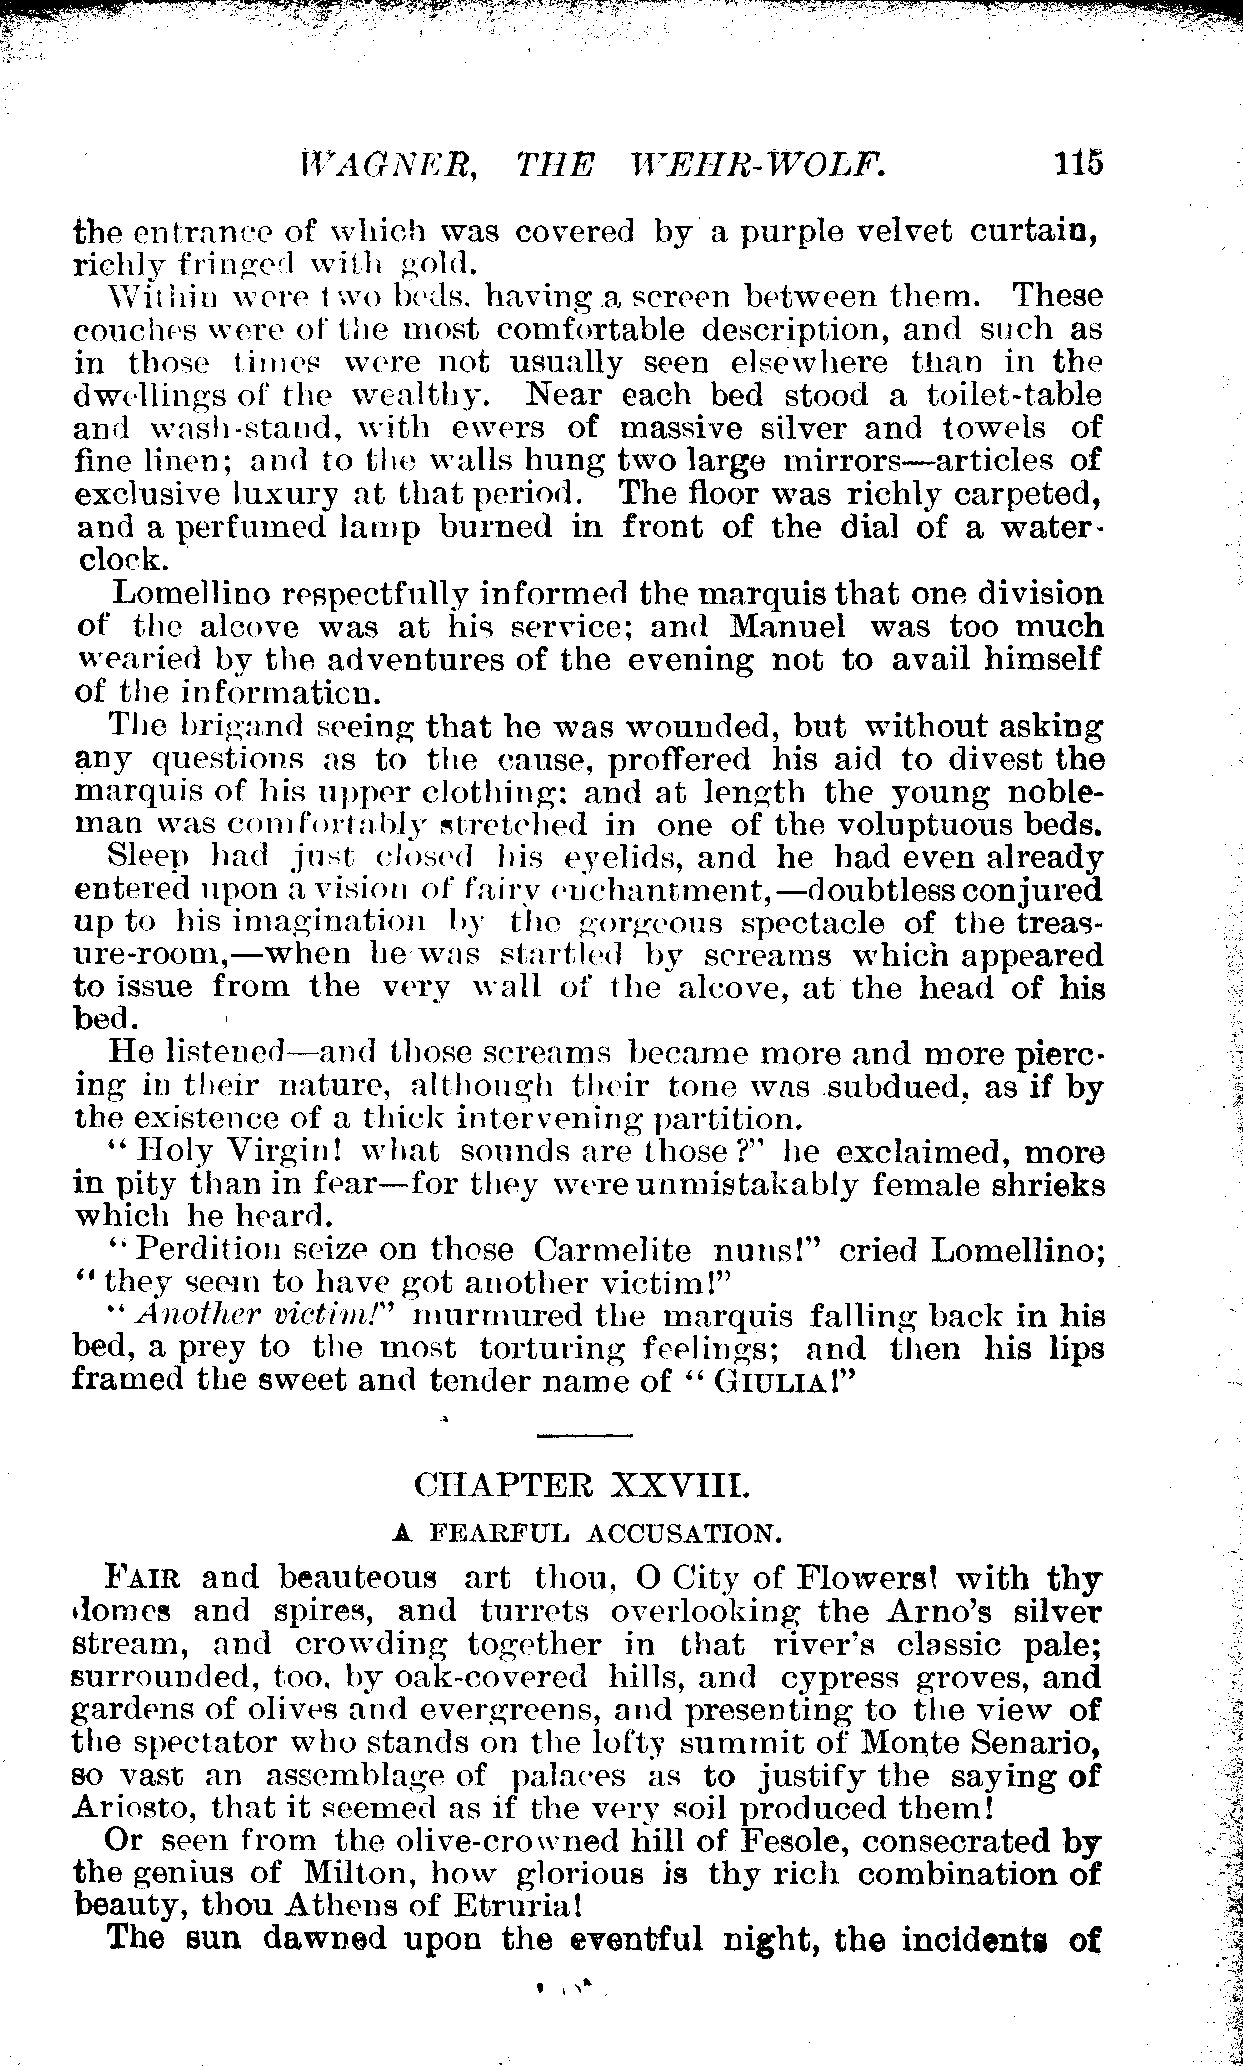 WAGNER, THE WEHR-WOLF. 115
the entrance of which was covered by a purple velvet curtain,
richly fringed with gold.
Within were two beds, having a screen between them. These
couches were of the most comfortable description, and such as
in those times were not usually seen elsewhere than in the
dwellings of the wealthy. Near each bed stood a toilet-table
and wash-stand, with ewers of massive silver and towels of
fine linen; and to the walls hung two large mirrors—articles of
exclusive luxury at that period. The floor was richly carpeted,
and a perfumed lamp burned in front of the dial of a water-
clock.
Lomellino respectfully informed the marquis that one division
of the alcove was at his service; and Manuel was too much
wearied by the adventures of the evening not to avail himself
of the information.
The brigand seeing that he was wounded, but without asking
any questions as to the cause, proffered his aid to divest the
marquis of his upper clothing; and at length the young noble-
man was comfortably stretched in one of the voluptuous beds.
Sleep had just closed his eyelids, and he had even already
entered upon a vision of fairy enchantment,—doubtless conjured
up to his imagination by the gorgeous spectacle of the treas-
ure-room,—when he was startled by screams which appeared
to issue from the very wall of the alcove, at the head of his
bed.
He listened—and those screams became more and more pierc-
ing in their nature, although their tone was subdued, as if by
the existence of a thick intervening partition.
"Holy Virgin! what sounds are those?" he exclaimed, more
in pity than in fear—for they were unmistakably female shrieks
which he heard.
"Perdition seize on those Carmelite nuns!" cried Lomellino;
"they seem to have got another victim!"
"Another victim!" murmured the marquis falling back in his
bed, a prey to the most torturing feelings; and then his lips
framed the sweet and tender name of "GIULIA!"
CHAPTER XXVIII.
A FEARFUL ACCUSATION.
FAIR and beauteous art thou, O City of Flowers! with thy
domes and spires, and turrets overlooking the Arno's silver
stream, and crowding together in that river's classic pale;
surrounded, too, by oak-covered hills, and cypress groves, and
gardens of olives and evergreens, and presenting to the view of
the spectator who stands on the lofty summit of Monte Senario,
so vast an assemblage of palaces as to justify the saying of
Ariosto, that it seemed as if the very soil produced them!
Or seen from the olive-crowned hill of Fesole, consecrated by
the genius of Milton, how glorious is thy rich combination of
beauty, thou Athens of Etruria!
The sun dawned upon the eventful night, the incidents of